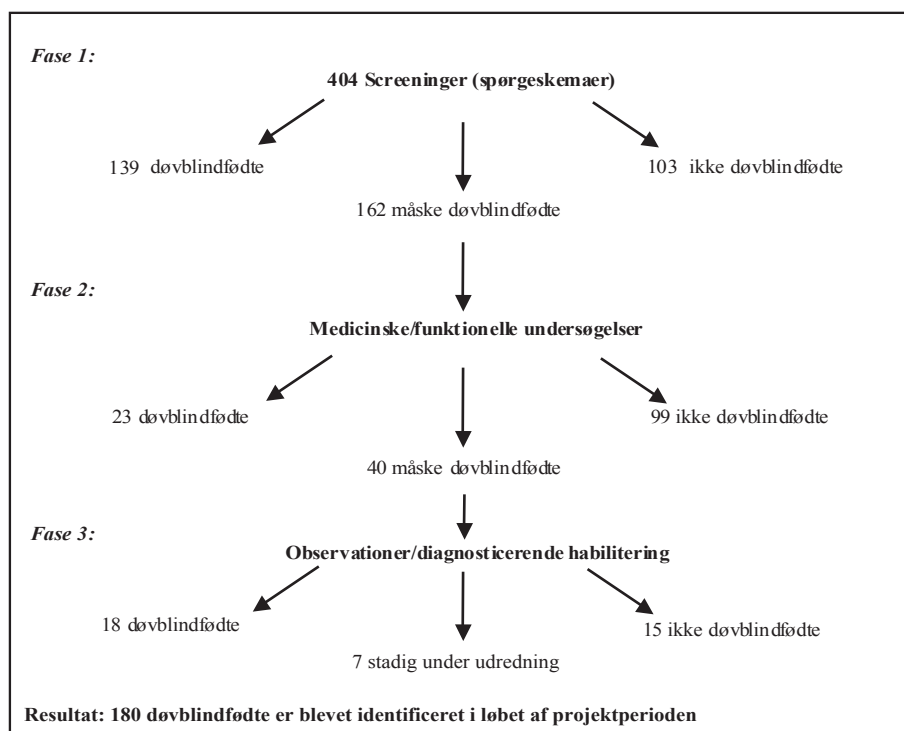 Fase 1:
404 Screeninger (spørgeskemaer)
139 døvblindfødte
103 ikke døvblindfødte
162 måske døvblindfødte
Fase 2:
Medicinske/funktionelle undersøgelser
23 døvblindfødte
99 ikke døvblindfødte
40 måske døvblindfødte
Fase 3:
Observationer/diagnosticerende habilitering
18 døvblindfødte
15 ikke døvblindfødte
7 stadig under udredning
Resultat: 180 døvblindfødte er blevet identificeret i løbet af projektperioden